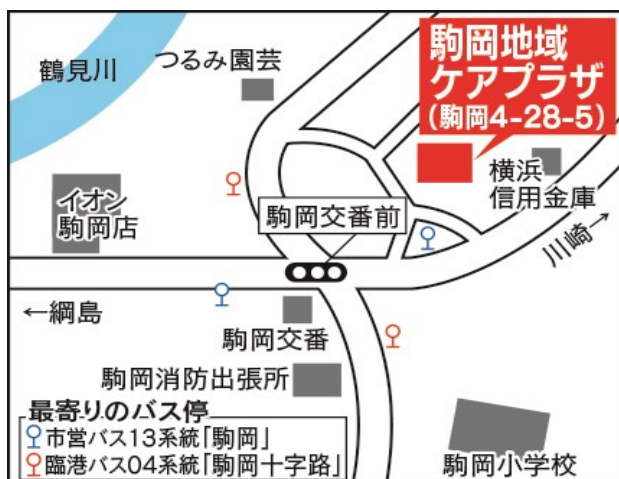 鶴見川
つるみ園芸
駒岡地域
ケアプラザ
(駒岡4-28-5)
横浜
信用金庫
イオン
駒岡店
駒岡交番前
川崎→
←綱島
駒岡交番
駒岡消防出張所
駒岡小学校
最寄りのバス停
市営バス13系統「駒岡」
臨港バス04系統「駒岡十字路」